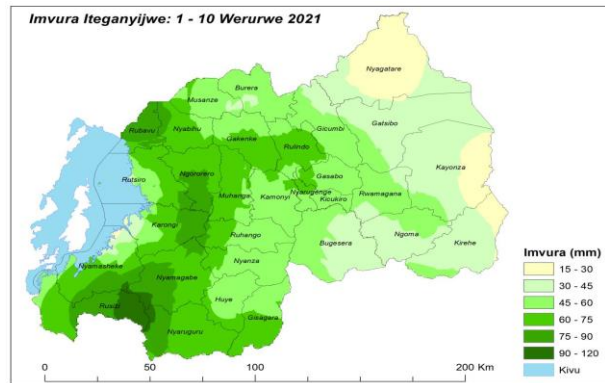 Imvura Iteganyijwe: 1 - 10 Werurwe 2021
Nyagatare
Musanze
Burera
Rubavu
Nyabihu
Gakenke
Gicumbi
Gatsibo
Rulindo
Ngororero
Rutsiro
Gasabo
Kayonza
Muhanga
Kamonyi
Nyarugenge
Kicukiro
Rwamagana
Karongi
Ruhango
Bugesera
Ngoma
Kirehe
Nyamasheke
Nyanza
Nyamagabe
Rusizi
Huye
Gisagara
Nyaruguru
Imvura (mm)
15 - 30
30 - 45
45 - 60
60 - 75
75 - 90
90 - 120
Kivu
0 50 100 200 Km